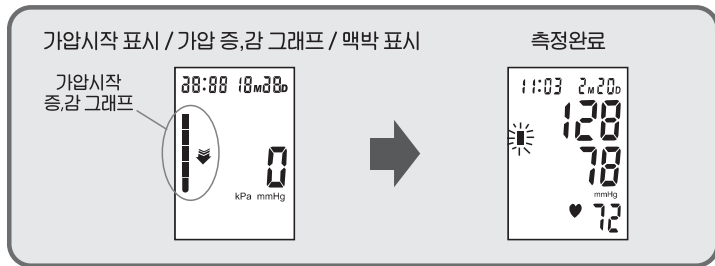 가압시작 표시 / 가압 증,감 그래프 / 맥박 표시
측정완료
가압시작
증,감 그래프
38:88 18M38D
0
kPa mmHg
11:03 2M20D
128
78
mmHg
72